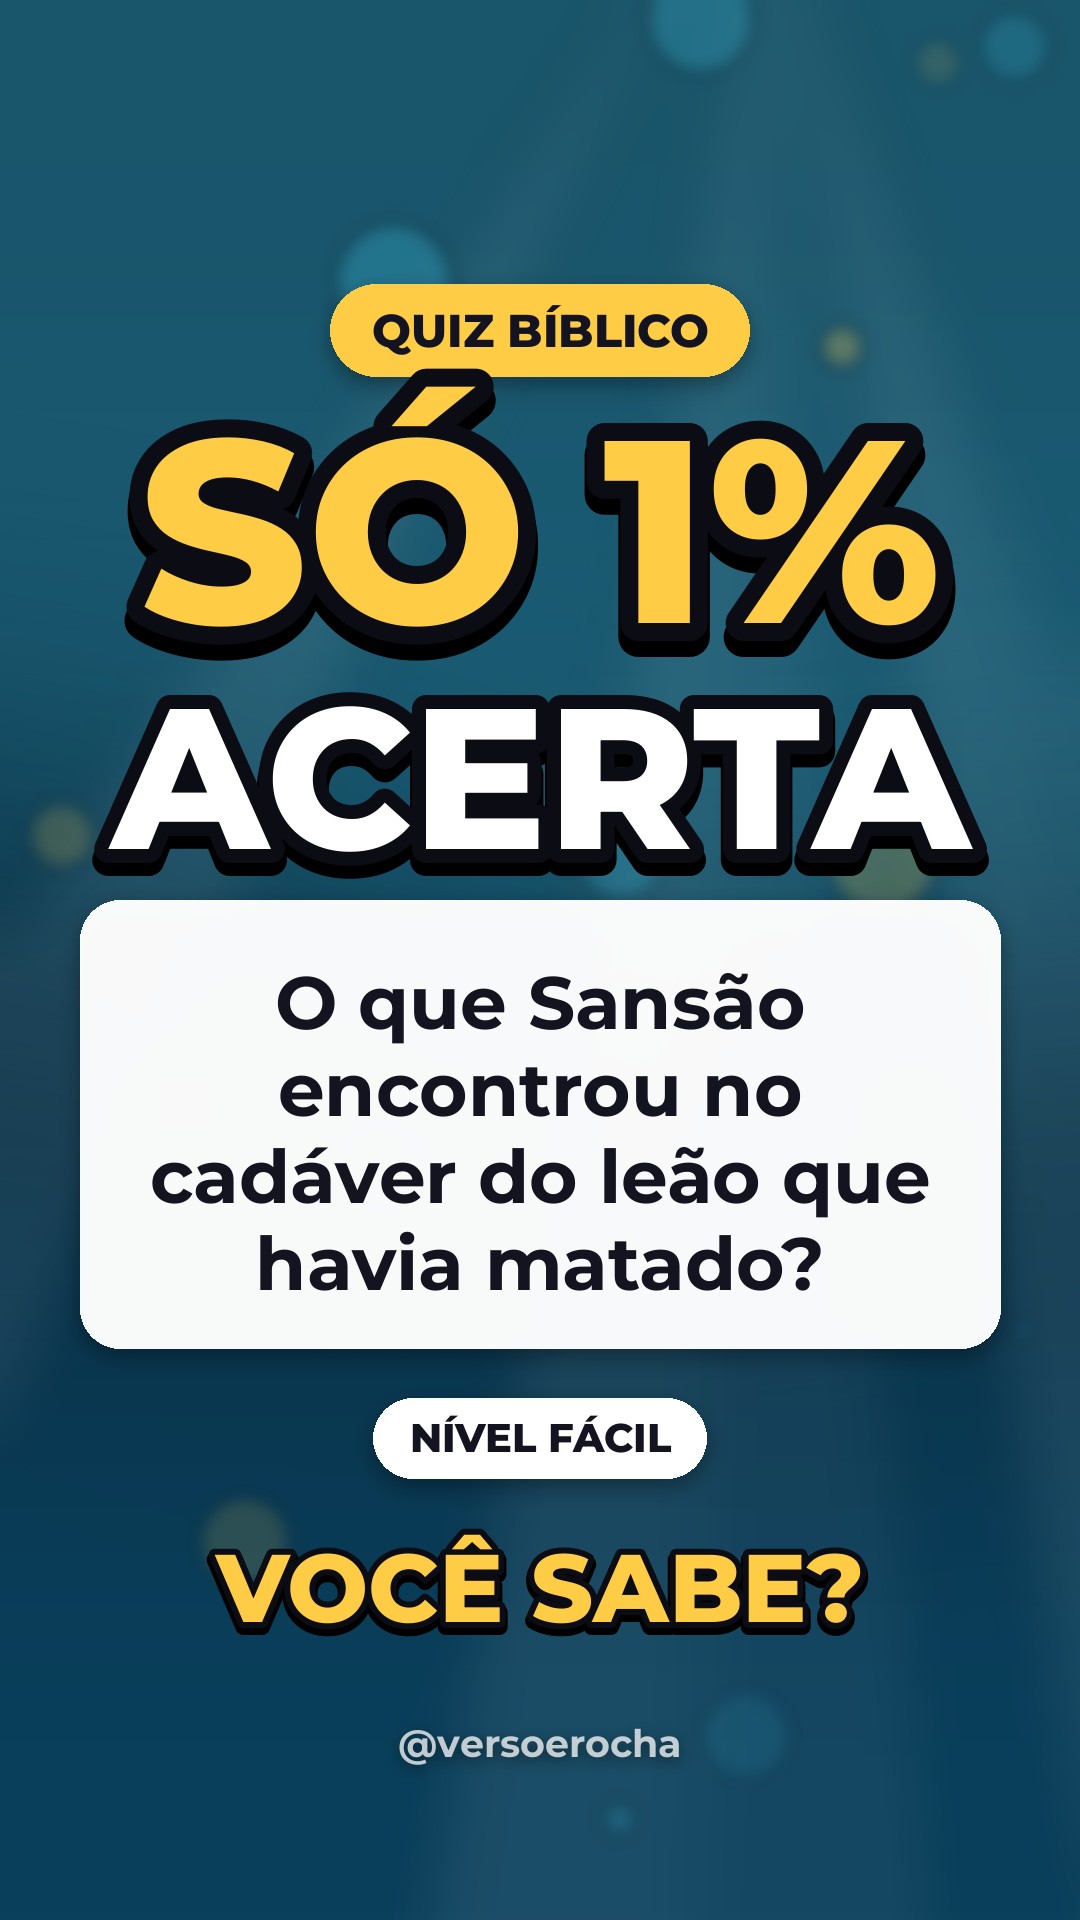 QUIZ BÍBLICO
SÓ 1%
ACERTA
O que Sansão
encontrou no
cadáver do leão que
havia matado?
NÍVEL FÁCIL
VOCÊ SABE?
@versoerocha